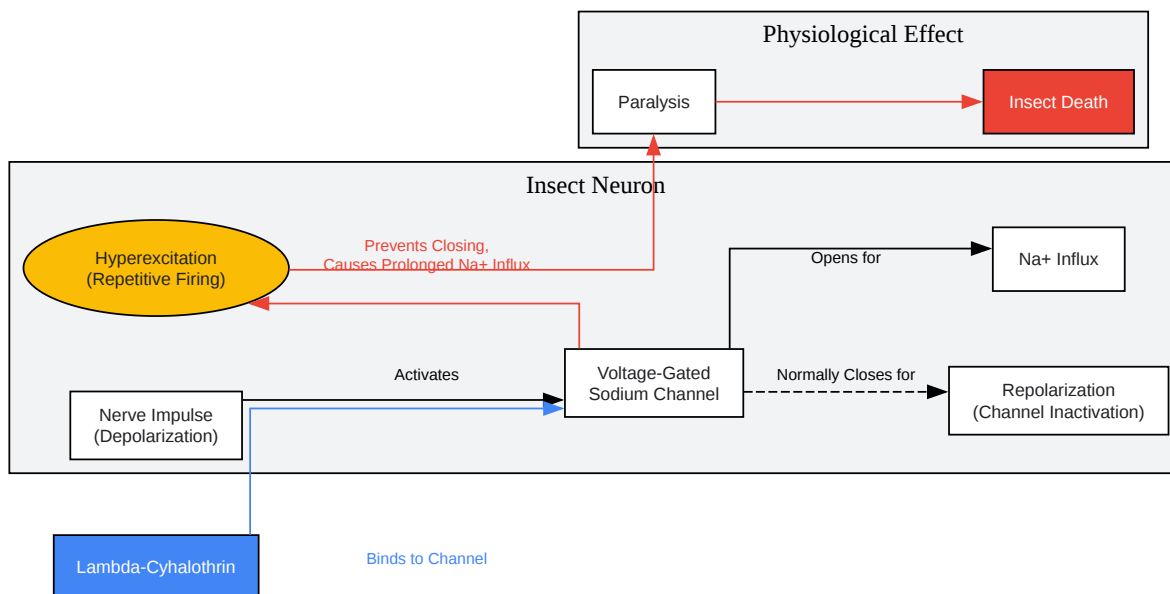 Physiological Effect
Paralysis
Insect Death
Insect Neuron
Hyperexcitation
(Repetitive Firing)
Prevents Closing,
Causes Prolonged Na+ Influx
Opens for
Na+ Influx
Activates
Voltage-Gated
Sodium Channel
Normally Closes for
Repolarization
(Channel Inactivation)
Nerve Impulse
(Depolarization)
Lambda-Cyhalothrin
Binds to Channel